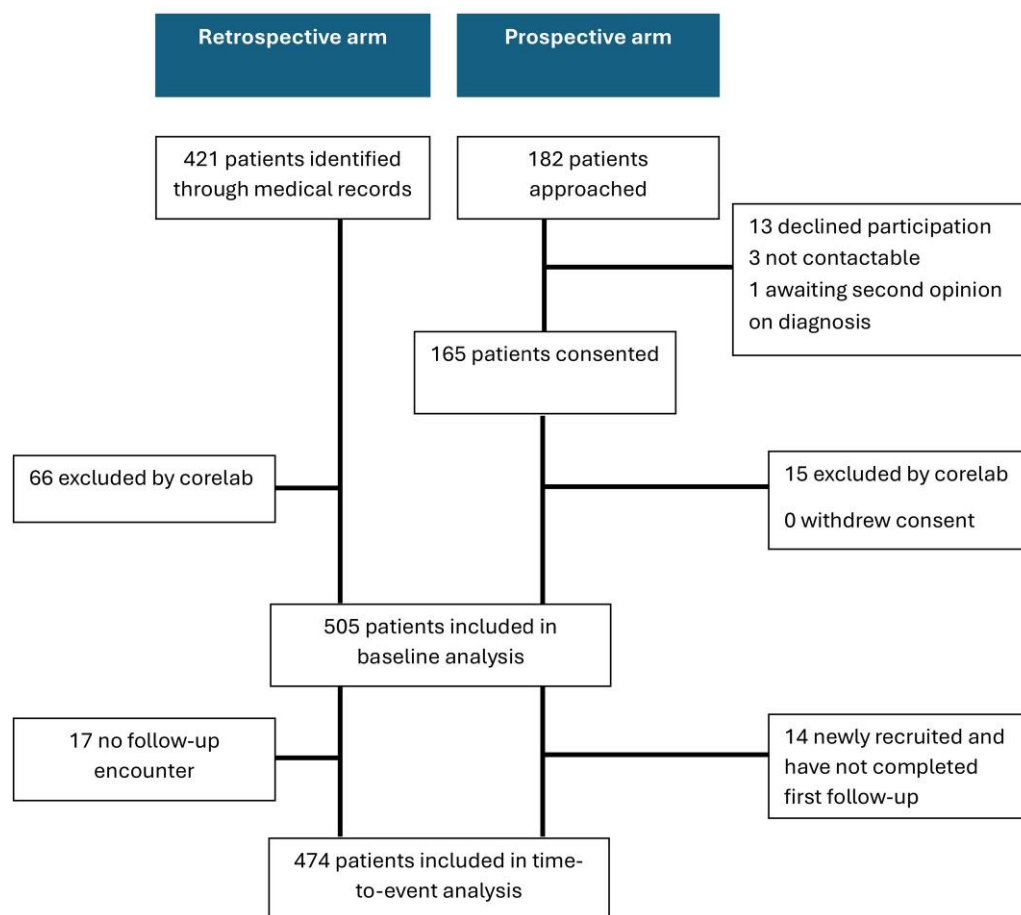 Retrospective arm
Prospective arm
421 patients identified
through medical records
182 patients
approached
13 declined participation
3 not contactable
1 awaiting second opinion
on diagnosis
165 patients consented
66 excluded by corelab
15 excluded by corelab
0 withdrew consent
505 patients included in
baseline analysis
17 no follow-up
encounter
14 newly recruited and
have not completed
first follow-up
474 patients included in time-
to-event analysis